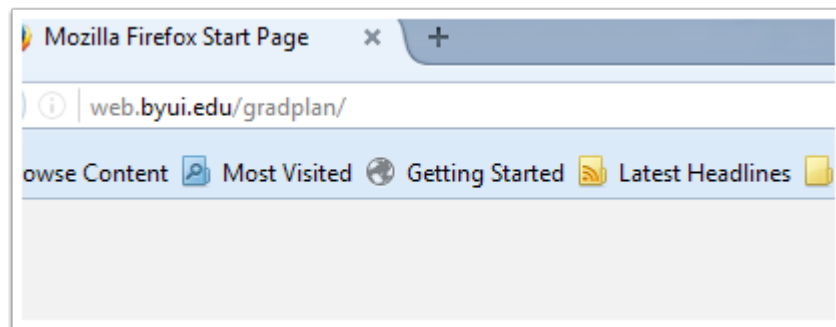 Mozilla Firefox Start Page
web.byui.edu/gradplan/
owse Content Most Visited Getting Started Latest Headlines